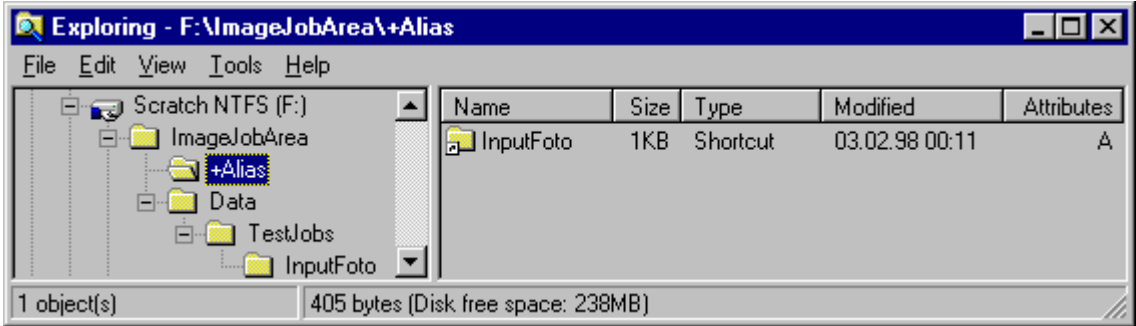 Exploring - F:\ImageJobArea\+Alias
File Edit View Tools Help
Scratch NTFS (F:)
ImageJobArea
+Alias
Data
TestJobs
InputFoto
Name Size Type Modified Attributes
InputFoto 1KB Shortcut 03.02.98 00:11 A
1 object(s) 405 bytes (Disk free space: 238MB)